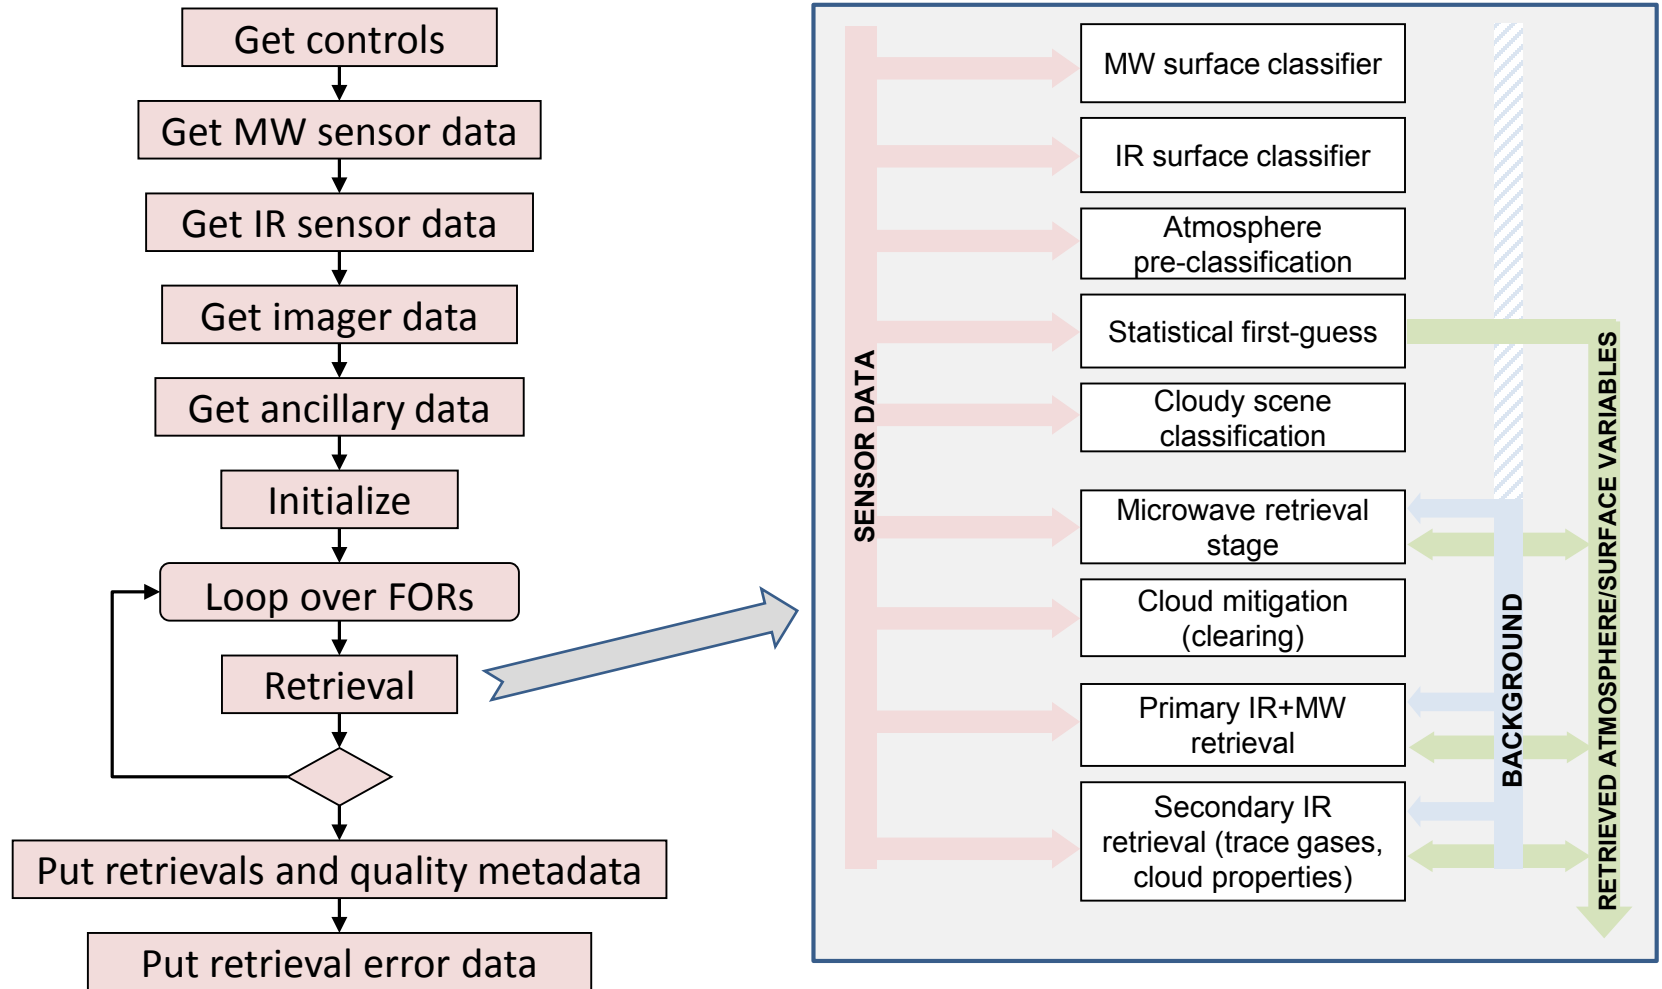 Get controls
Get MW sensor data
Get IR sensor data
Get imager data
Get ancillary data
Initialize
Loop over FORs
Retrieval
Put retrievals and quality metadata
Put retrieval error data
SENSOR DATA
MW surface classifier
IR surface classifier
Atmosphere
pre-classification
Statistical first-guess
Cloudy scene
classification
Microwave retrieval
stage
Cloud mitigation
(clearing)
Primary IR+MW
retrieval
Secondary IR
retrieval (trace gases,
cloud properties)
BACKGROUND
RETRIEVED ATMOSPHERE/SURFACE VARIABLES